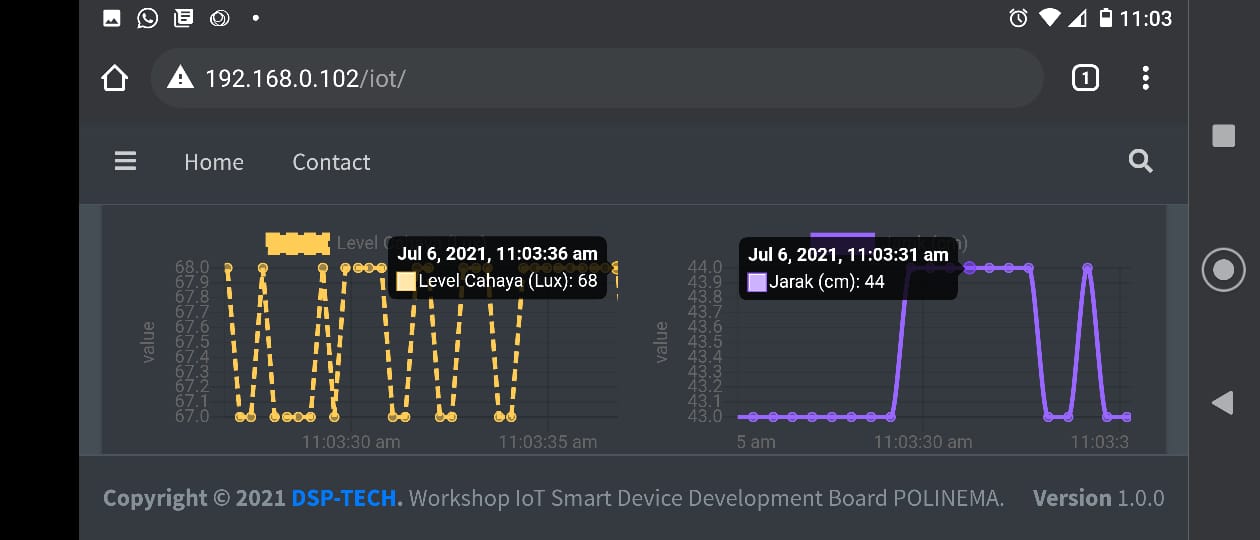 11:03
192.168.0.102/iot/
1
Home Contact
Level
Jul 6, 2021, 11:03:36 am
Level Cahaya (Lux): 68
value
68.0
67.9
67.8
67.7
67.6
67.5
67.4
67.3
67.2
67.1
67.0
11:03:30 am 11:03:35 am
Jul 6, 2021, 11:03:31 am
Jarak (cm): 44
value
44.0
43.9
43.8
43.7
43.6
43.5
43.4
43.3
43.2
43.1
43.0
5 am 11:03:30 am 11:03:3
Copyright © 2021 DSP-TECH. Workshop IoT Smart Device Development Board POLINEMA. Version 1.0.0